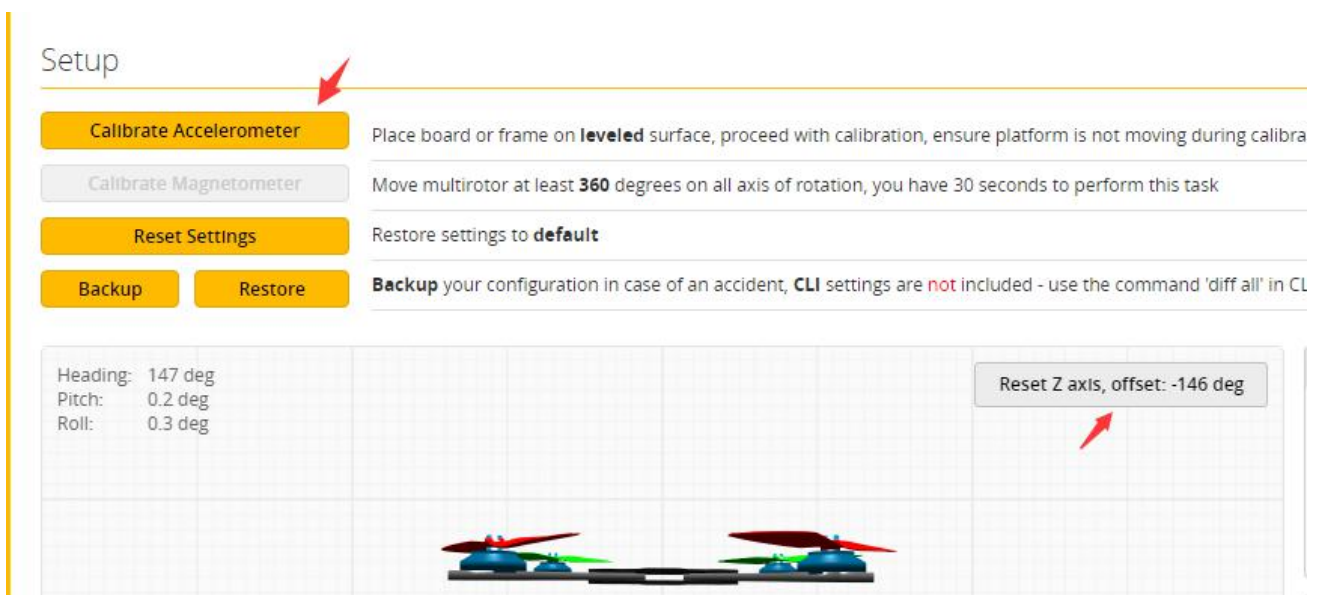 Setup
Calibrate Accelerometer
Place board or frame on leveled surface, proceed with calibration, ensure platform is not moving during calibra
Calibrate Magnetometer
Move multirotor at least 360 degrees on all axis of rotation, you have 30 seconds to perform this task
Reset Settings
Restore settings to default
Backup Restore
Backup your configuration in case of an accident, CLI settings are not included - use the command 'diff all' in CL
Heading: 147 deg
Reset Z axis, offset: -146 deg
Pitch: 0.2 deg
Roll: 0.3 deg